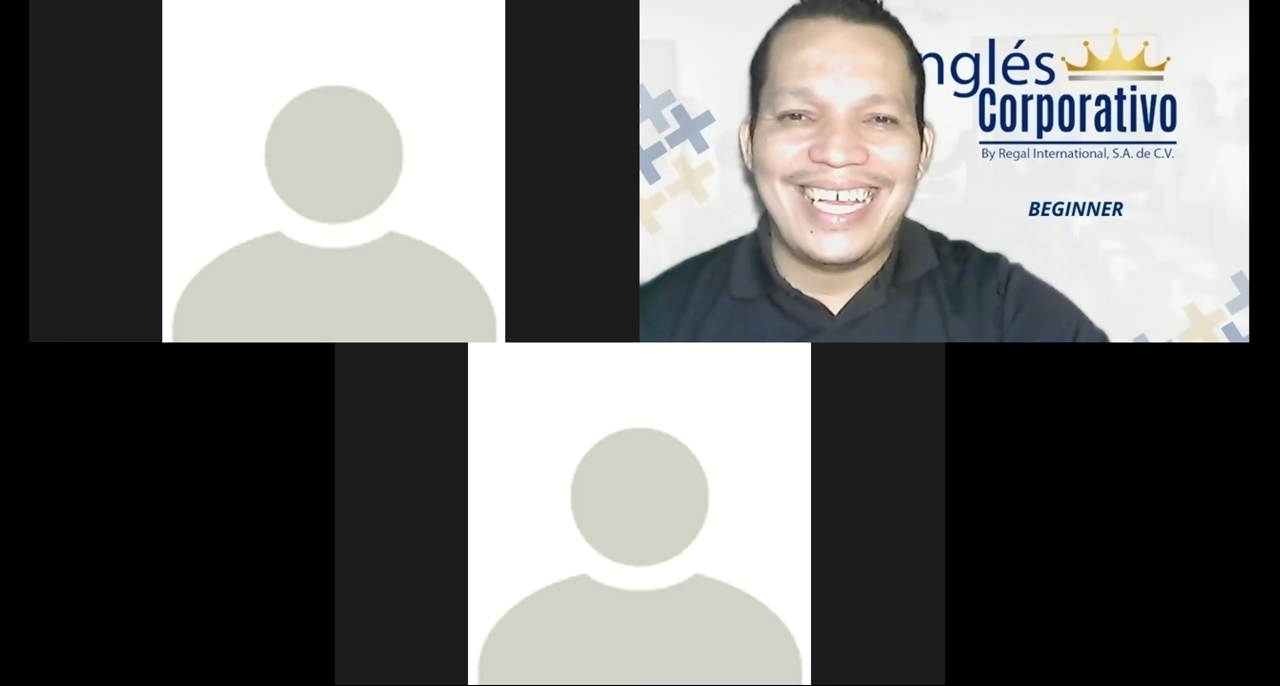 nglés
Corporativo
By Regal International, S.A. de C.V.
BEGINNER